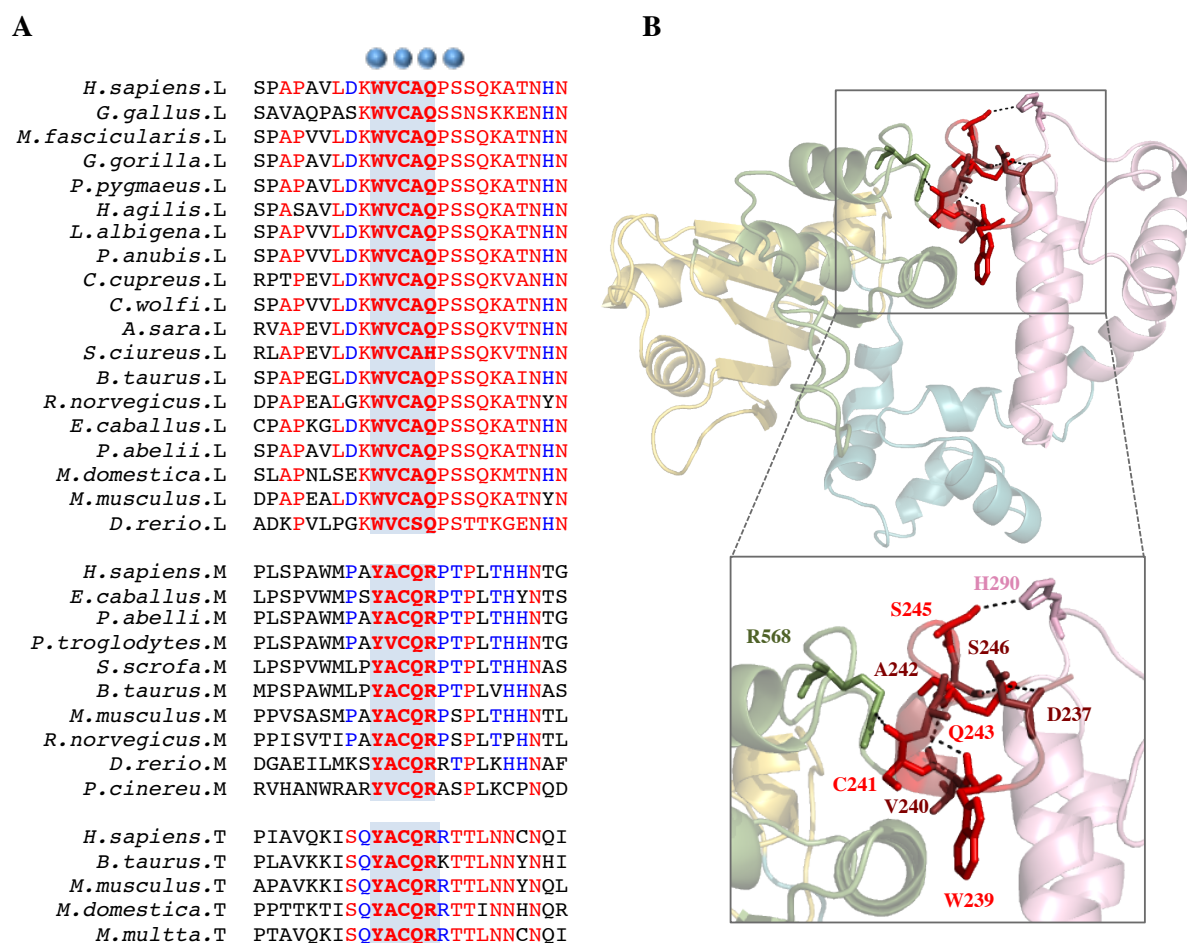 A
B
H.sapiens.L SPAPAVLDKWVCAQPSSQKATNHN
G.gallus.L SAVAQPASKWVCAQSSNSKKENHN
M.fascicularis.L SPAPVVLDKWVCAQPSSQKATNHN
G.gorilla.L SPAPAVLDKWVCAQPSSQKATNHN
P.pygmaeus.L SPAPAVLDKWVCAQPSSQKATNHN
H.agilis.L SPASAVLDKWVCAQPSSQKATNHN
L.albigena.L SPAPVVLDKWVCAQPSSQKATNHN
P.anubis.L SPAPVVLDKWVCAQPSSQKATNHN
C.cupreus.L RPTPEVLDKWVCAQPSSQKVANHN
C.wolfi.L SPAPVVLDKWVCAQPSSQKATNHN
A.sara.L RVAPEVLDKWVCAQPSSQKVTNHN
S.ciureus.L RLAPEVLDKWVCAHPSSQKVTNHN
B.taurus.L SPAPEGLDKWVCAQPSSQKAINHN
R.norvegicus.L DPAPEALGKWVCAQPSSQKATNYN
E.caballus.L CPAPKGLDKWVCAQPSSQKATNHN
P.abelii.L SPAPAVLDKWVCAQPSSQKATNHN
M.domestica.L SLAPNLSEKWVCAQPSSQKMTNHN
M.musculus.L DPAPEALDKWVCAQPSSQKATNYN
D.rerio.L ADKPVLPGKWVCSQPSTTKGENHN
H.sapiens.M PLSPAWMPAYACQRPTPLTHHNTG
E.caballus.M LPSPVWMPSYACQRPTPLTHYNTS
P.abelli.M PLSPAWMPAYACQRPTPLTHHNTG
P.troglodytes.M PLSPAWMPAYVCQRPTPLTHHNTG
S.scrofa.M LPSPVWMLPYACQRPTPLTHHNAS
B.taurus.M MPSPAWMLPYACQRPTPLVHHNAS
M.musculus.M PPVSASMPAYACQRPSPLTHHNTL
R.norvegicus.M PPISVTIPAYACQRPSPLTPHNTL
D.rerio.M DGAEILMKSYACQRRTPLKHHNAF
P.cinereu.M RVHANWRARYVCQRASPLKCPNQD
H.sapiens.T PIAVQKISQYACQRRTTLNNCNQI
B.taurus.T PLAVKKISQYACQRKTTLNNYNHI
M.musculus.T APAVKKISQYACQRRTTLNNYNQL
M.domestica.T PPTTKTISQYACQRRTTINNHNQR
M.multta.T PTAVQKISQYACQRRTTLNNCNQI
H290
S245
R568
S246
A242
D237
Q243
C241
V240
W239